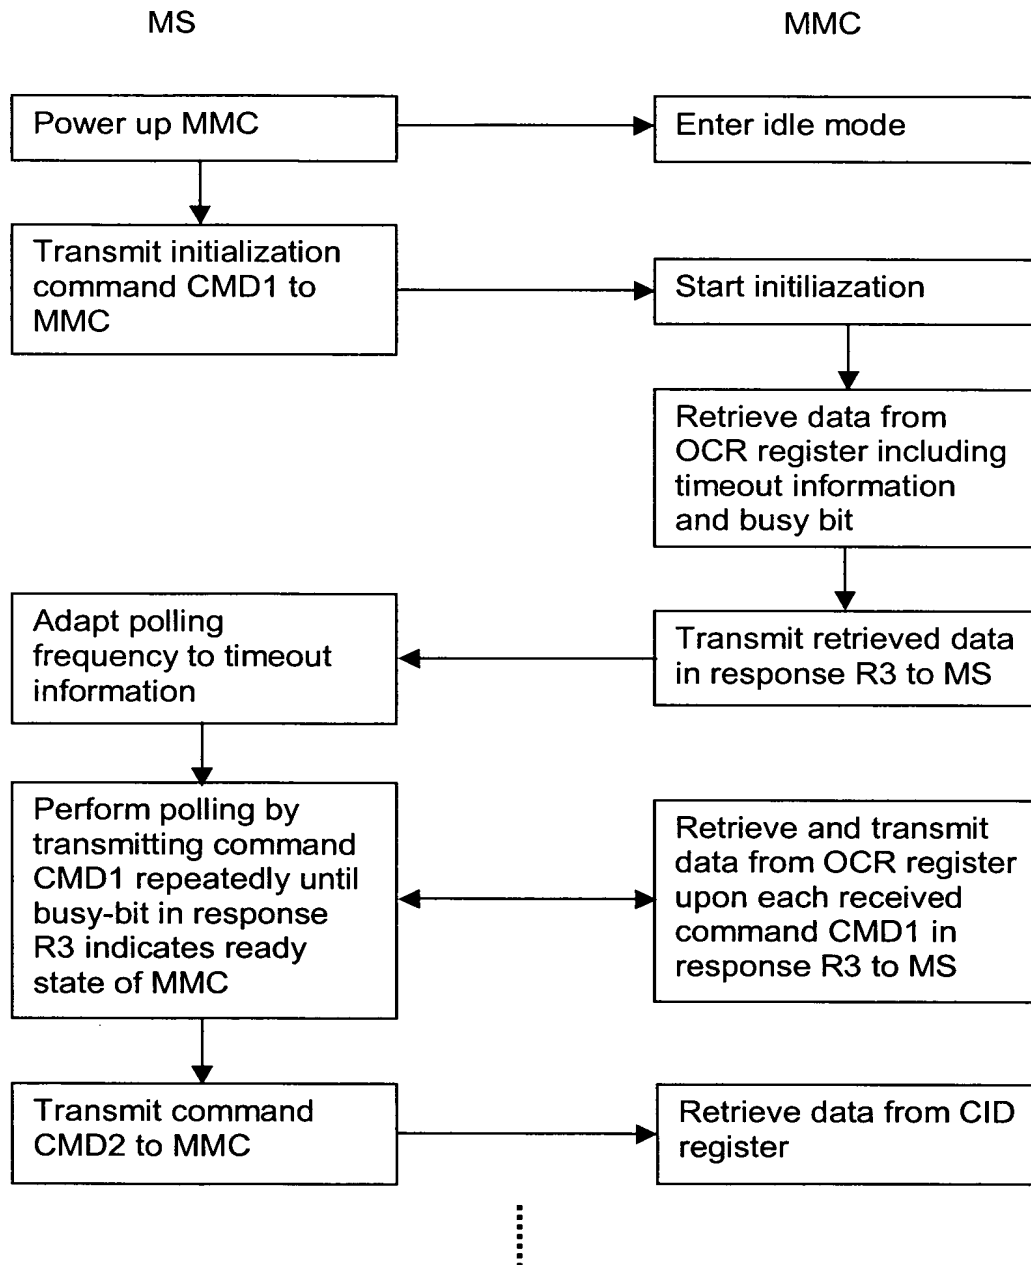 MS
MMC
Power up MMC
Enter idle mode
Transmit initialization
command CMD1 to
MMC
Start initiliazation
Retrieve data from
OCR register including
timeout information
and busy bit
Adapt polling
frequency to timeout
information
Transmit retrieved data
in response R3 to MS
Perform polling by
transmitting command
CMD1 repeatedly until
busy-bit in response
R3 indicates ready
state of MMC
Retrieve and transmit
data from OCR register
upon each received
command CMD1 in
response R3 to MS
Transmit command
CMD2 to MMC
Retrieve data from CID
register